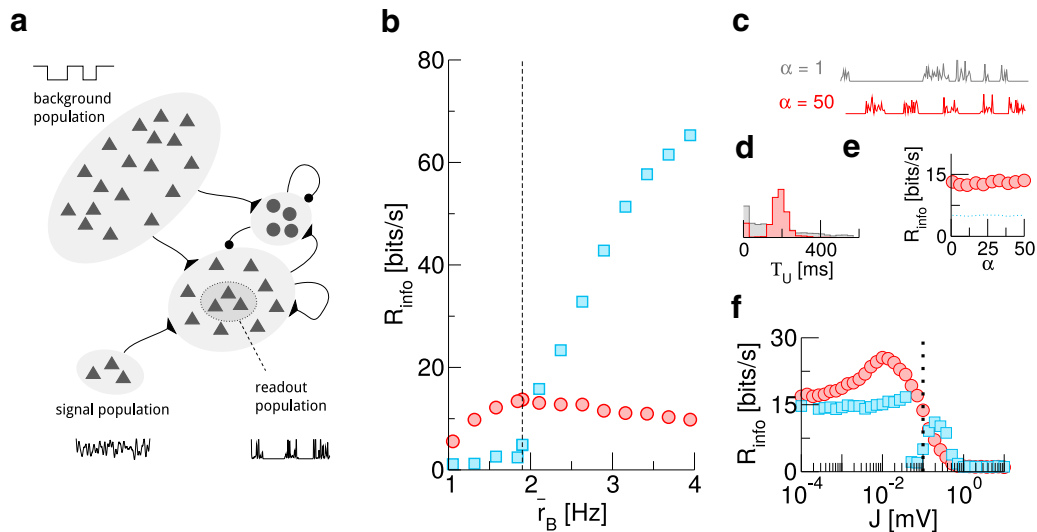 a
background
population
signal population
readout
population
b
80
60
40
20
0
R_info [bits/s]
1
2
3
4
r̄_B [Hz]
c
α = 1
α = 50
d
0
400
T_U [ms]
e
R_info [bits/s]
15
0
0
25
50
α
f
R_info [bits/s]
30
15
0
10^-4
10^-2
10^0
J [mV]